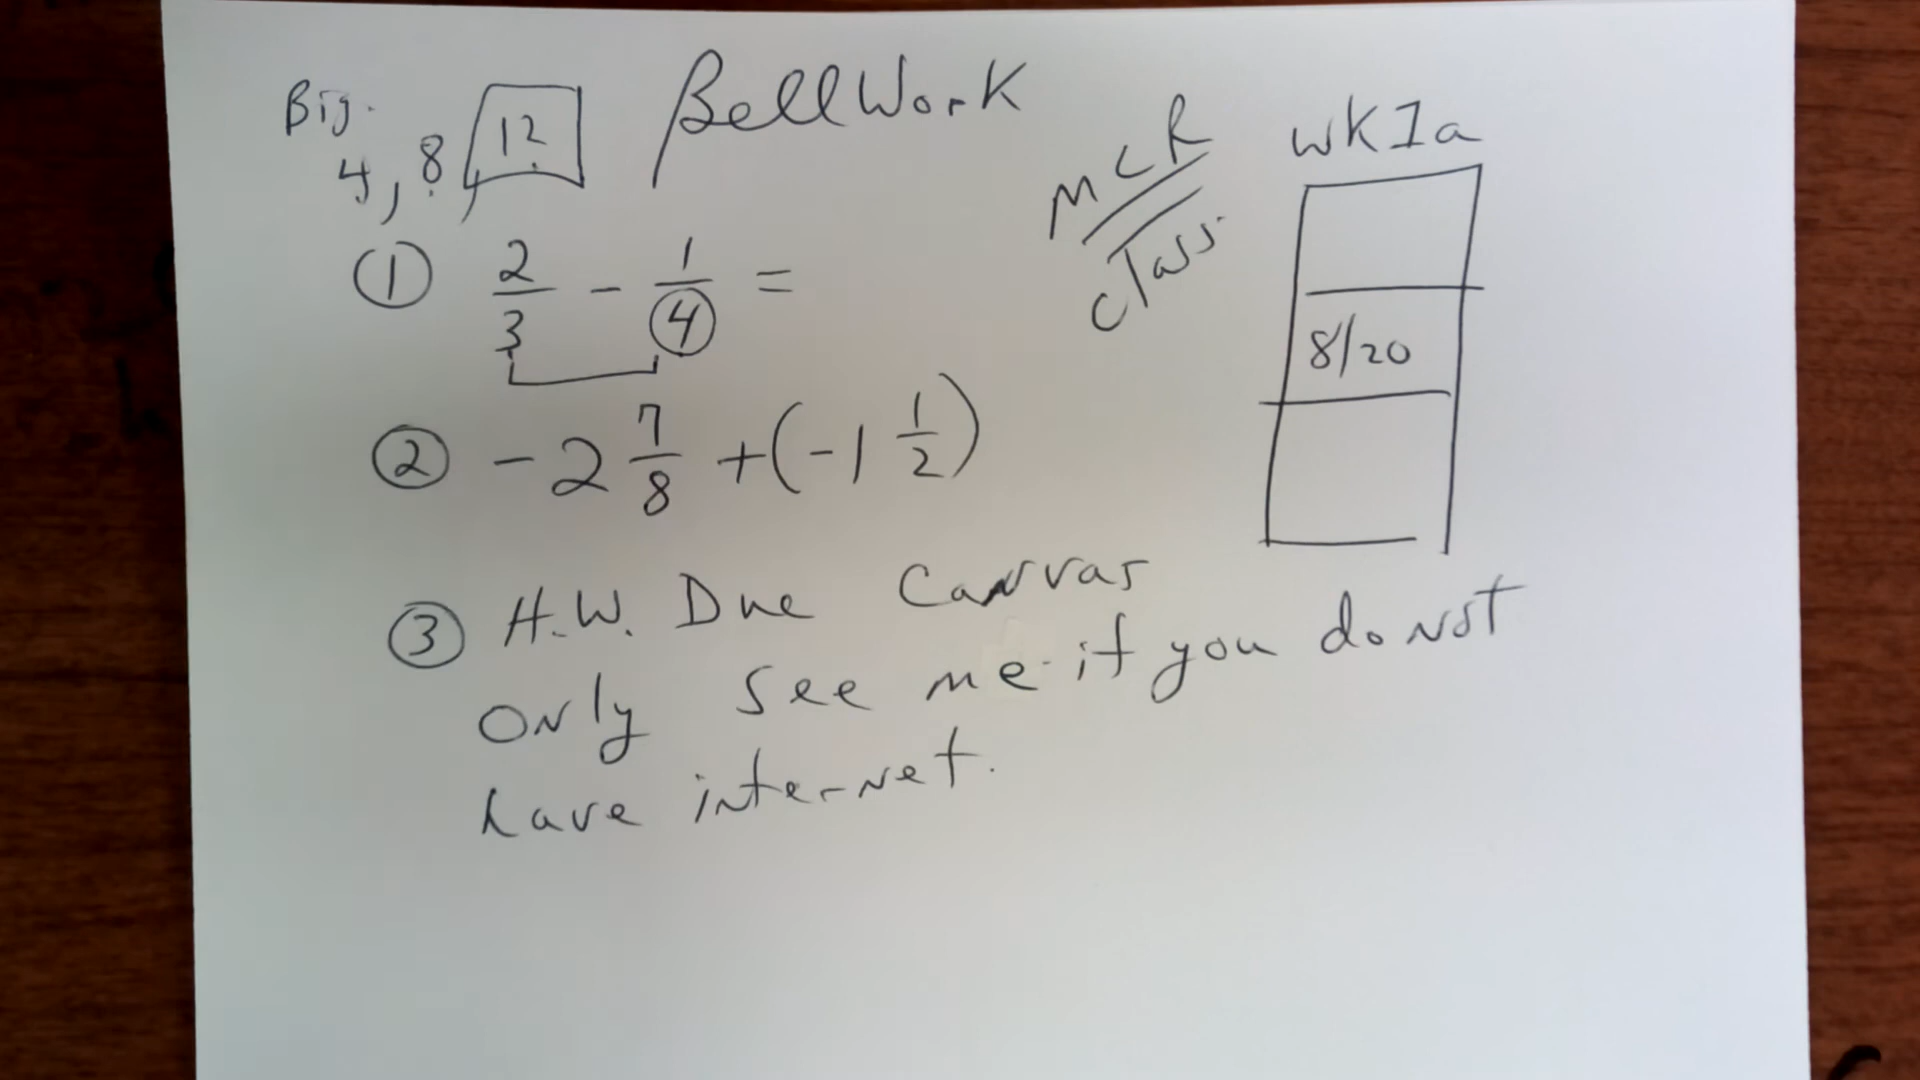 Big.
4, 8, 12
BellWork
MCR
Class
WK1a
8/20
① 2/3 - 1/4 =
② -2 7/8 + (-1 1/2)
③ H.W. Due Canvas
Only see me if you do not
have internet.